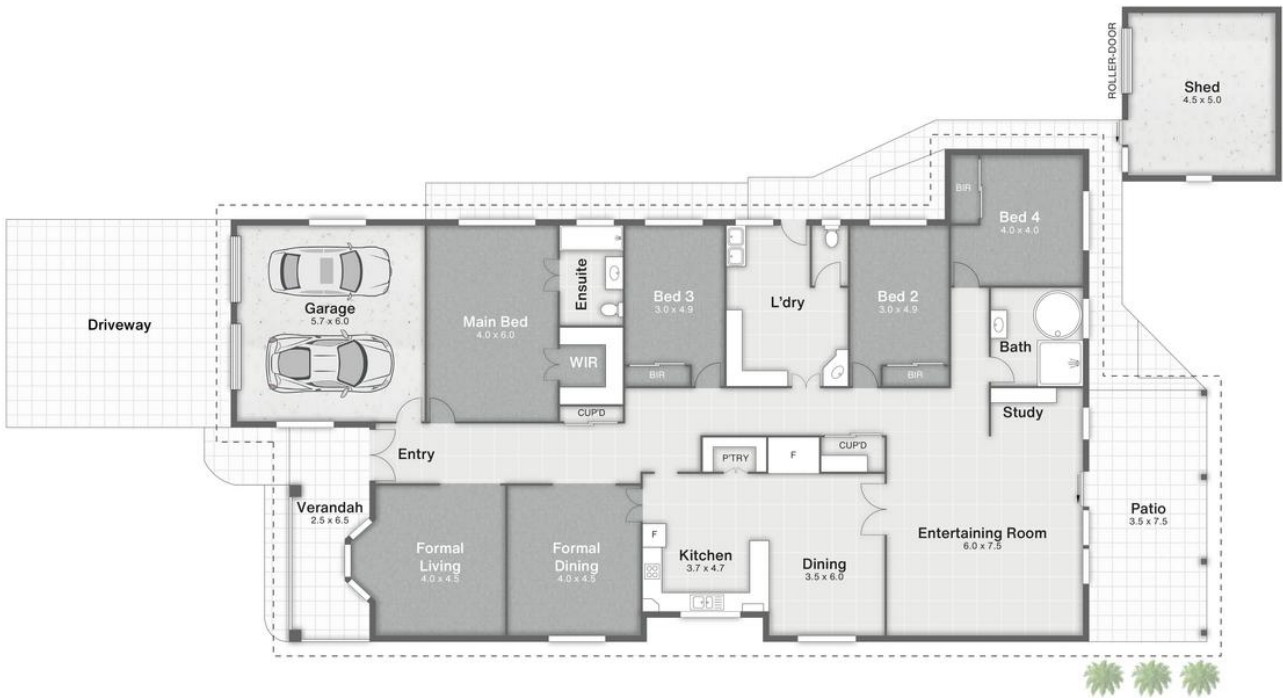 ROLLER-DOOR
Shed
4.5 x 5.0
BIR
Bed 4
4.0 x 4.0
Driveway
Garage
5.7 x 6.0
Main Bed
4.0 x 6.0
Ensuite
WIR
CUP'D
Bed 3
3.0 x 4.9
BIR
L'dry
Bed 2
3.0 x 4.9
BIR
Bath
Study
Entry
P'TRY
F
CUP'D
Verandah
2.5 x 6.5
Formal
Living
4.0 x 4.5
Formal
Dining
4.0 x 4.5
F
Kitchen
3.7 x 4.7
Dining
3.5 x 6.0
Entertaining Room
6.0 x 7.5
Patio
3.5 x 7.5